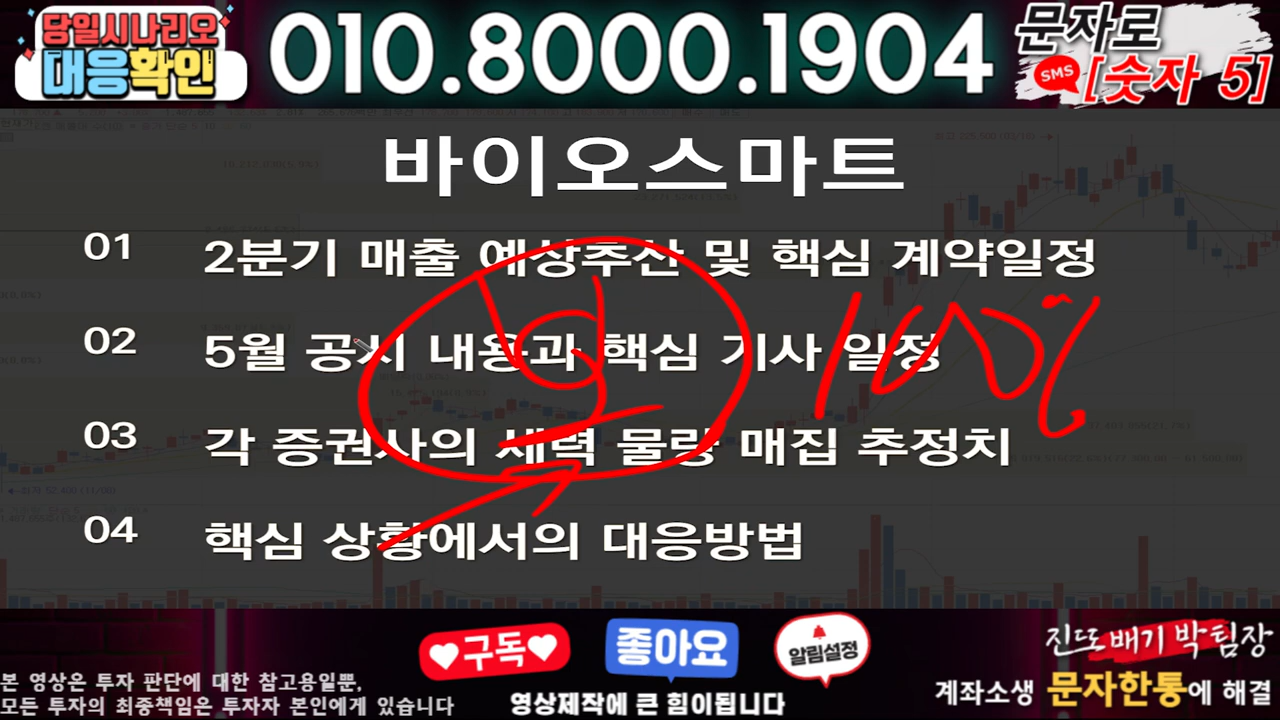 당일시나리오
대응확인
010.8000.1904
문자로
SMS
[숫자 5]
바이오스마트
01
2분기 매출 예상추산 및 핵심 계약일정
02
5월 공시 내용과 핵심 기사 일정
100%
03
각 증권사의 세력 물량 매집 추정치
04
핵심 상황에서의 대응방법
구독
좋아요
알림설정
영상제작에 큰 힘이됩니다
본 영상은 투자 판단에 대한 참고용일뿐,
모든 투자의 최종책임은 투자자 본인에게 있습니다
진또배기 박팀장
계좌소생 문자한통에 해결